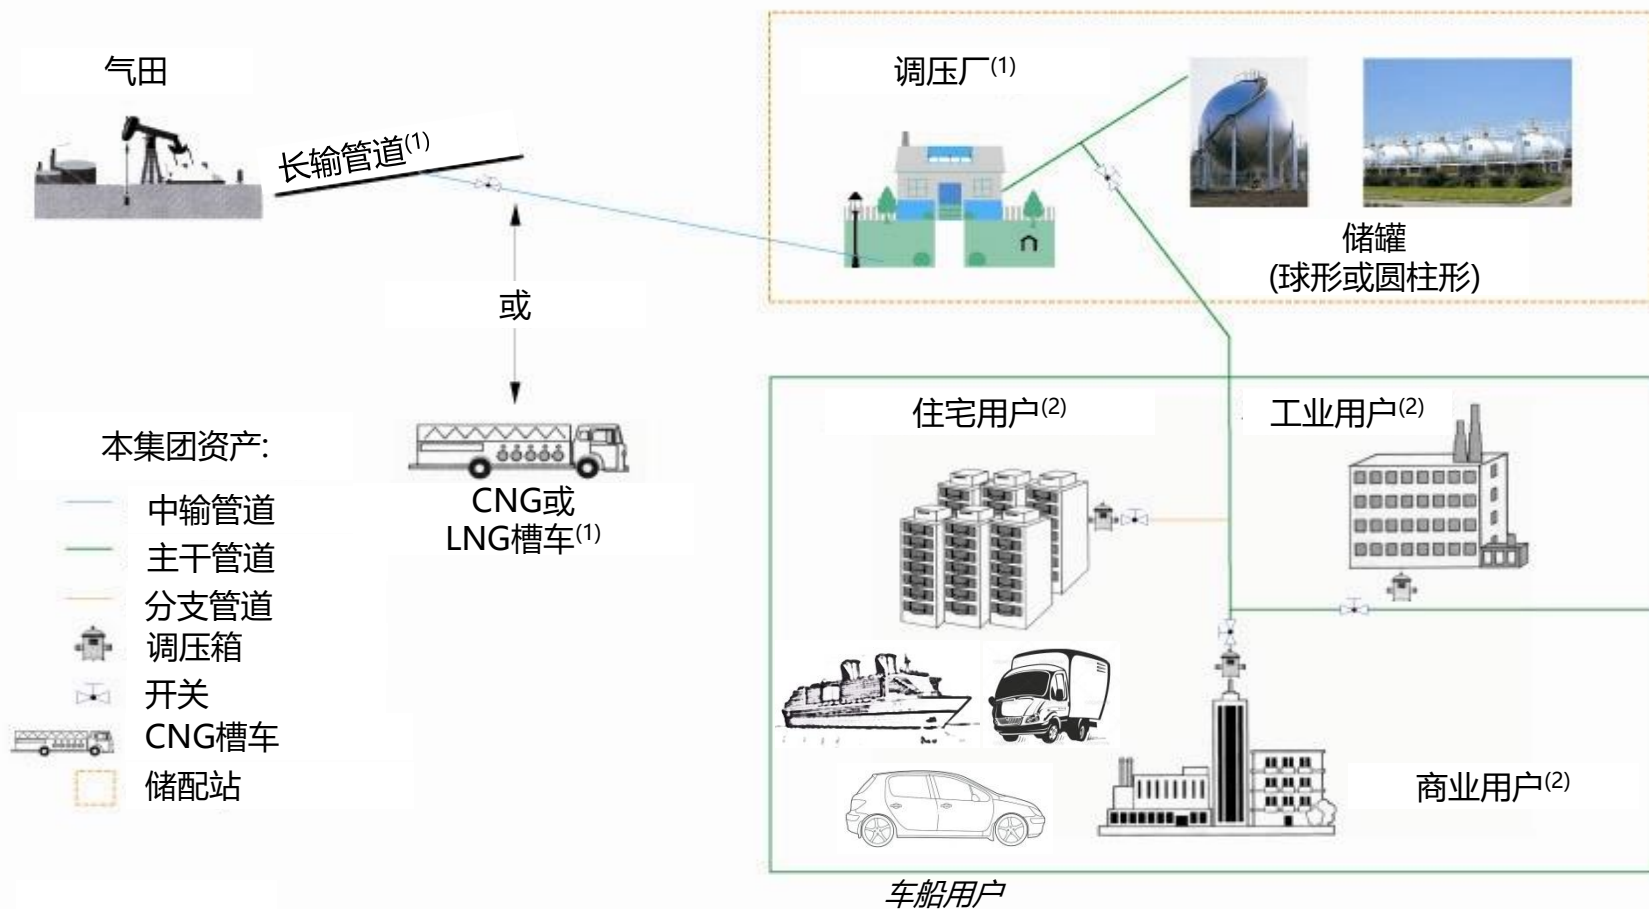 气田
长输管道(1)
或
CNG或
LNG槽车(1)
调压厂(1)
储罐
(球形或圆柱形)
本集团资产:
中输管道
主干管道
分支管道
调压箱
开关
CNG槽车
储配站
住宅用户(2)
工业用户(2)
商业用户(2)
车船用户